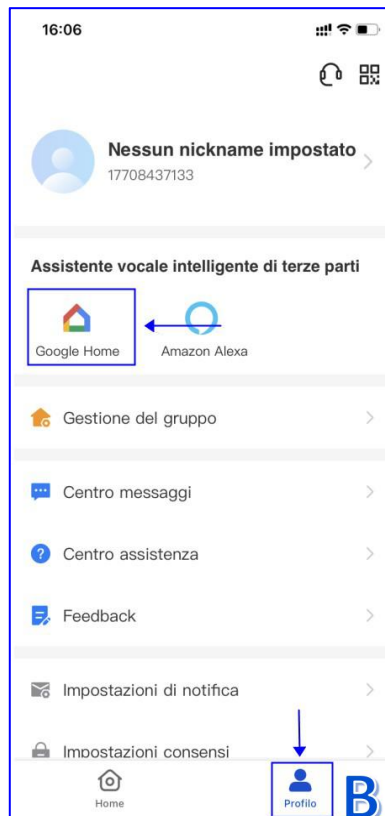 16:06
Nessun nickname impostato
17708437133
Assistente vocale intelligente di terze parti
Google Home
Amazon Alexa
Gestione del gruppo
Centro messaggi
Centro assistenza
Feedback
Impostazioni di notifica
Impostazioni consensi
Home
Profilo
B